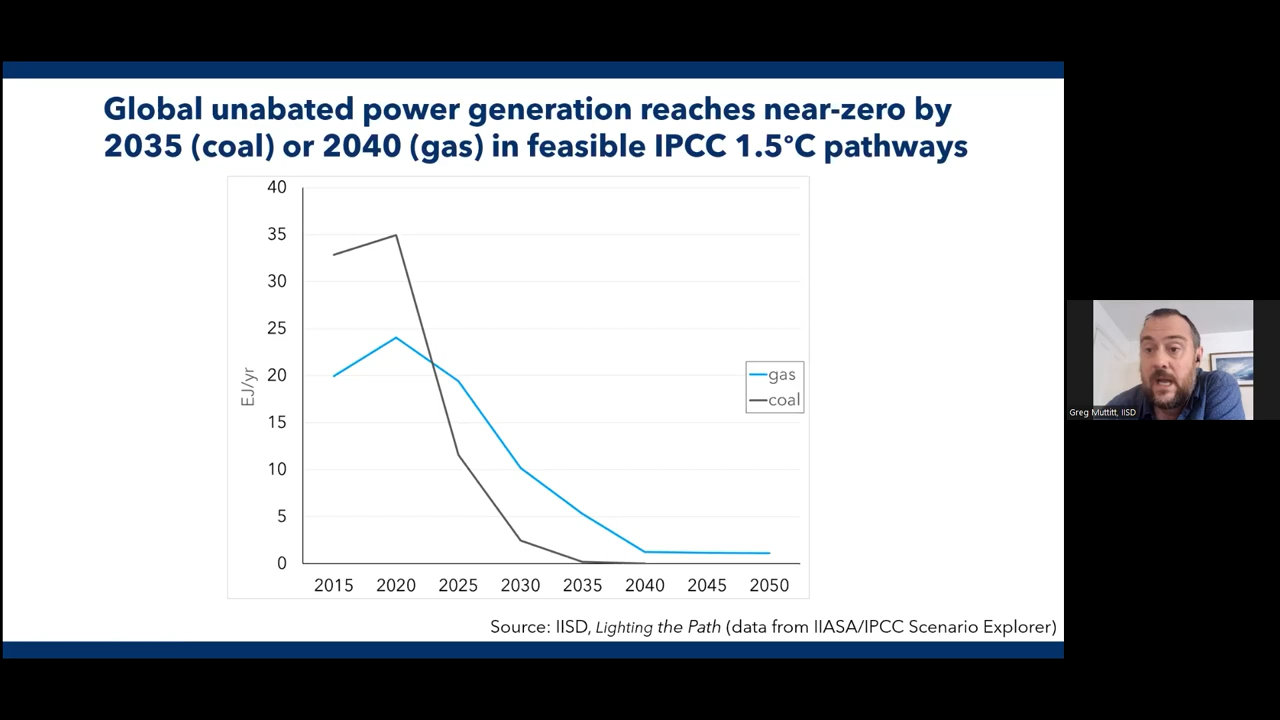 Global unabated power generation reaches near-zero by
2035 (coal) or 2040 (gas) in feasible IPCC 1.5°C pathways
40
35
30
25
20
15
10
5
0
EJ/yr
gas
coal
2015 2020 2025 2030 2035 2040 2045 2050
Source: IISD, Lighting the Path (data from IIASA/IPCC Scenario Explorer)
Greg Muttitt, IISD